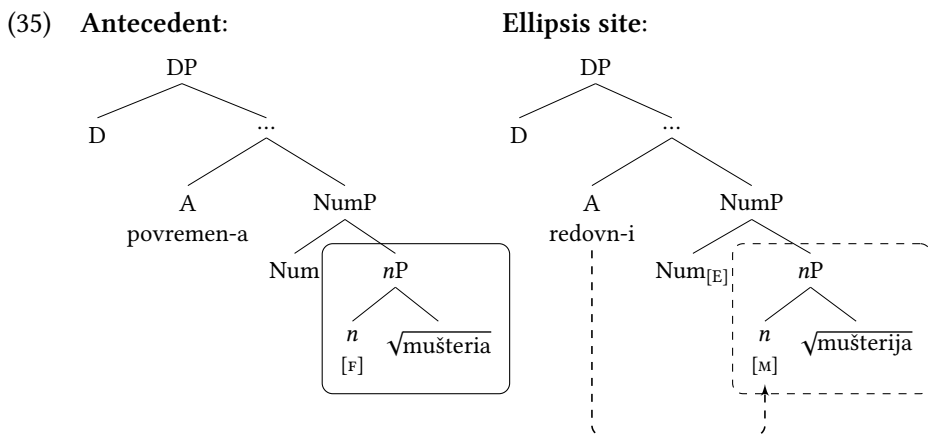 (35) Antecedent: Ellipsis site:
DP DP
D ... D ...
A NumP A NumP
povremen-a redovn-i
Num nP Num[E] nP
n √mušteria n √mušterija
[F] [M]